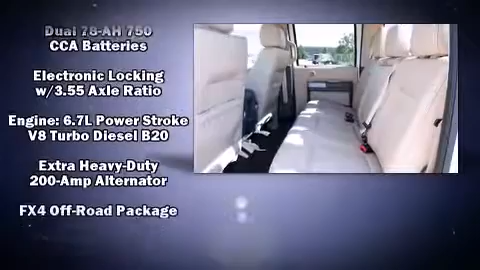 Dual 78-AH 750
CCA Batteries
Electronic Locking
w/3.55 Axle Ratio
Engine: 6.7L Power Stroke
V8 Turbo Diesel B20
Extra Heavy-Duty
200-Amp Alternator
FX4 Off-Road Package